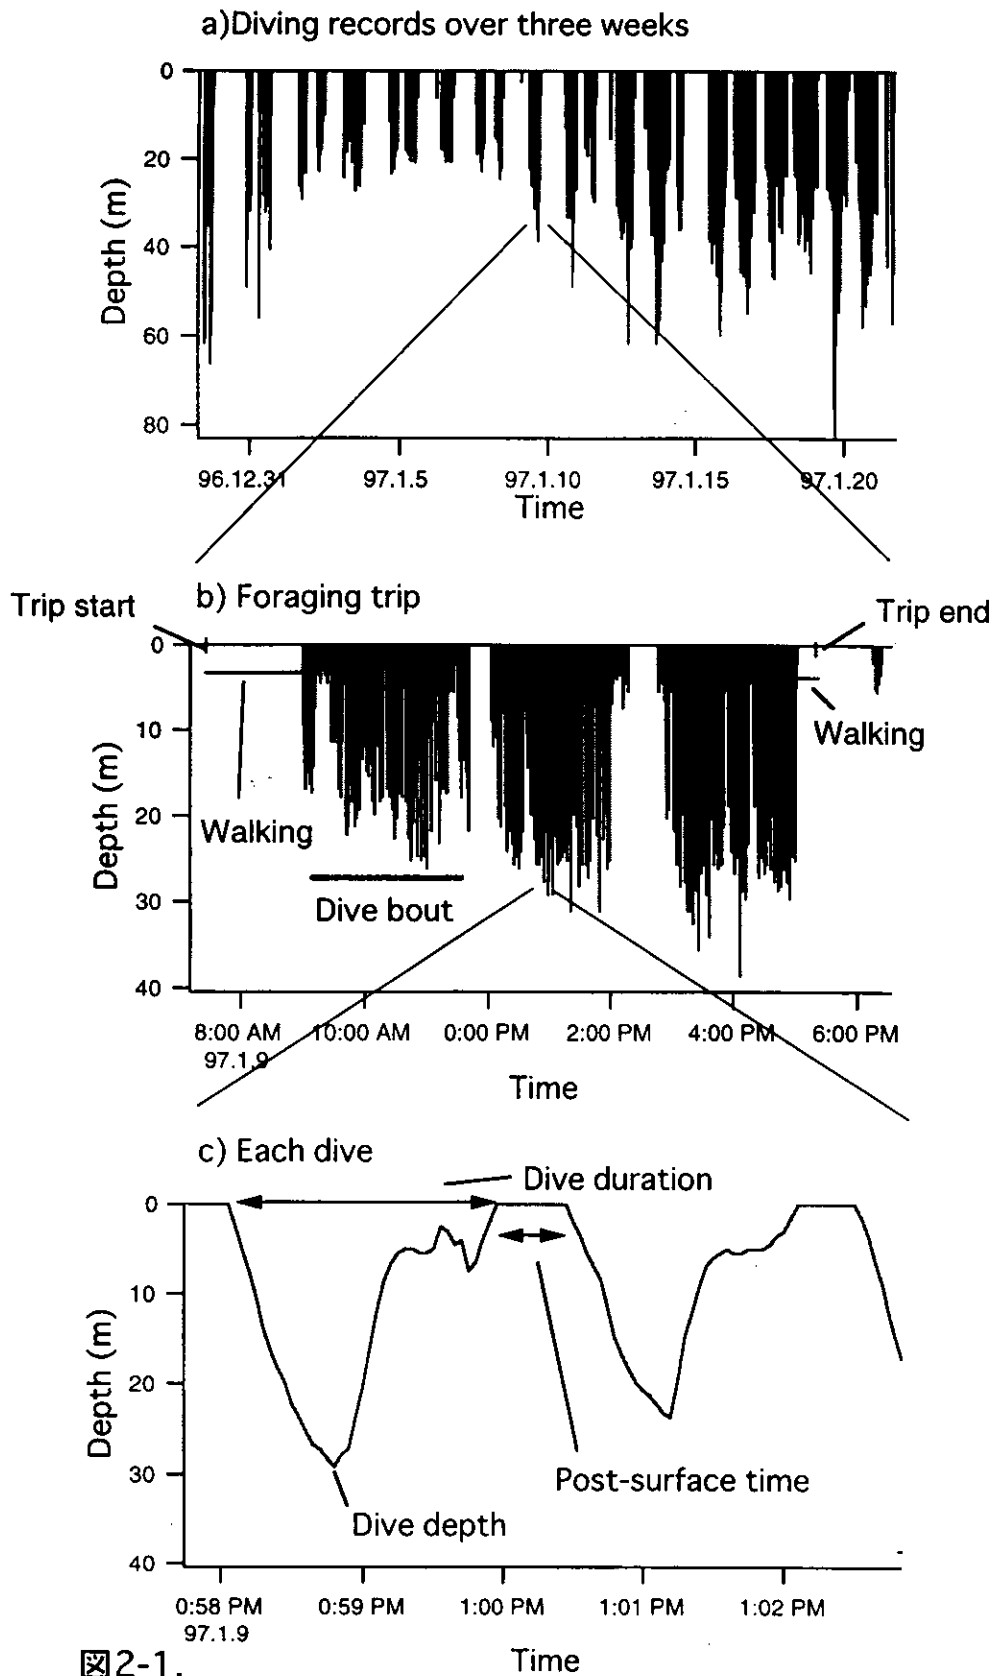 a)Diving records over three weeks
0
20
40
60
80
Depth (m)
96.12.31
97.1.5
97.1.10
97.1.15
97.1.20
Time
b) Foraging trip
Trip start
Trip end
0
10
20
30
40
Depth (m)
Walking
Walking
Dive bout
8:00 AM
10:00 AM
0:00 PM
2:00 PM
4:00 PM
6:00 PM
97.1.9
Time
c) Each dive
Dive duration
0
10
20
30
40
Depth (m)
Post-surface time
Dive depth
0:58 PM
0:59 PM
1:00 PM
1:01 PM
1:02 PM
97.1.9
Time
図2-1.